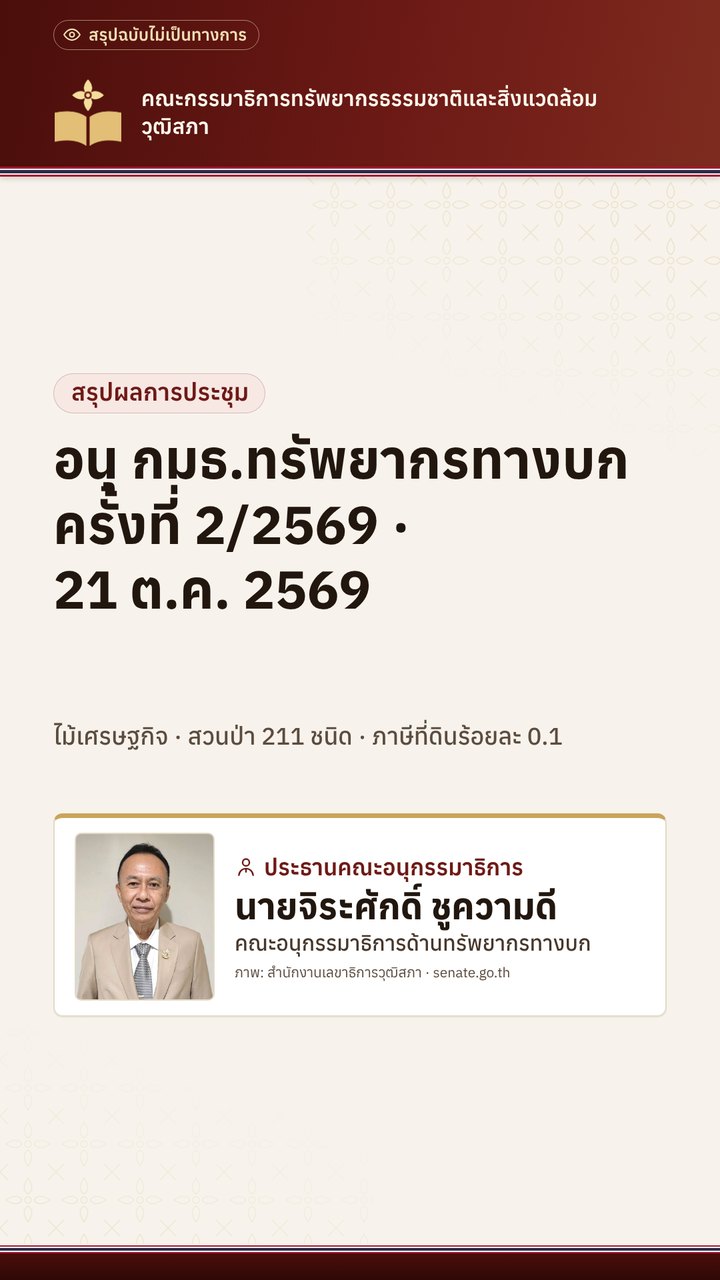 สรุปฉบับไม่เป็นทางการ
คณะกรรมาธิการทรัพยากรธรรมชาติและสิ่งแวดล้อม
วุฒิสภา
สรุปผลการประชุม
อนุ กมธ.ทรัพยากรทางบก
ครั้งที่ 2/2569 ·
21 ต.ค. 2569
ไม้เศรษฐกิจ · สวนป่า 211 ชนิด · ภาษีที่ดินร้อยละ 0.1
ประธานคณะอนุกรรมาธิการ
นายจิระศักดิ์ ชูความดี
คณะอนุกรรมาธิการด้านทรัพยากรทางบก
ภาพ: สำนักงานเลขาธิการวุฒิสภา · senate.go.th